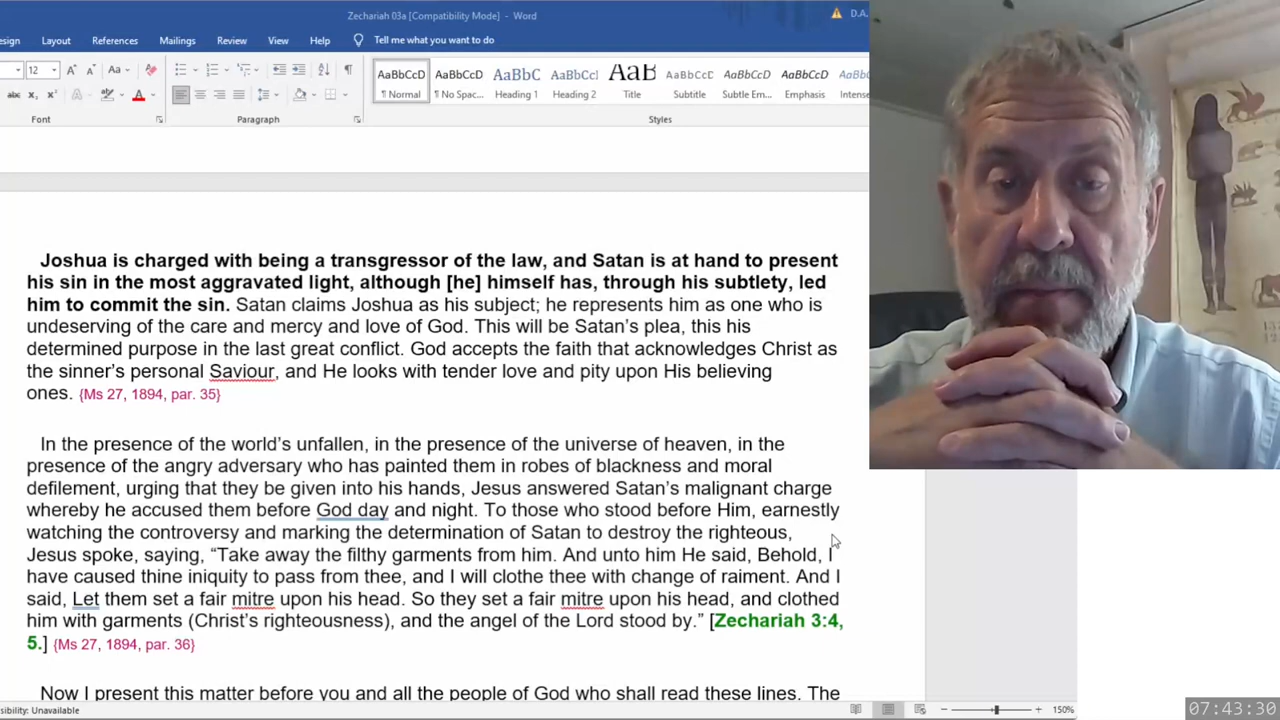 Zechariah 03a [Compatibility Mode] - Word
D.A.
esign Layout References Mailings Review View Help Tell me what you want to do
12 Aa
abc x₂ x² A A
AaBbCcD AaBbCcD AaBbC AaBbCcl AaB AaBbCcD AaBbCcD AaBbCcD AaBb
¶ Normal ¶ No Spac... Heading 1 Heading 2 Title Subtitle Subtle Em... Emphasis Intense
Font Paragraph Styles
Joshua is charged with being a transgressor of the law, and Satan is at hand to present
his sin in the most aggravated light, although [he] himself has, through his subtlety, led
him to commit the sin. Satan claims Joshua as his subject; he represents him as one who is
undeserving of the care and mercy and love of God. This will be Satan’s plea, this his
determined purpose in the last great conflict. God accepts the faith that acknowledges Christ as
the sinner’s personal Saviour, and He looks with tender love and pity upon His believing
ones. {Ms 27, 1894, par. 35}
In the presence of the world’s unfallen, in the presence of the universe of heaven, in the
presence of the angry adversary who has painted them in robes of blackness and moral
defilement, urging that they be given into his hands, Jesus answered Satan’s malignant charge
whereby he accused them before God day and night. To those who stood before Him, earnestly
watching the controversy and marking the determination of Satan to destroy the righteous,
Jesus spoke, saying, “Take away the filthy garments from him. And unto him He said, Behold, I
have caused thine iniquity to pass from thee, and I will clothe thee with change of raiment. And I
said, Let them set a fair mitre upon his head. So they set a fair mitre upon his head, and clothed
him with garments (Christ’s righteousness), and the angel of the Lord stood by.” [Zechariah 3:4,
5.] {Ms 27, 1894, par. 36}
Now I present this matter before you and all the people of God who shall read these lines. The
sibility: Unavailable
150%
07:43:30